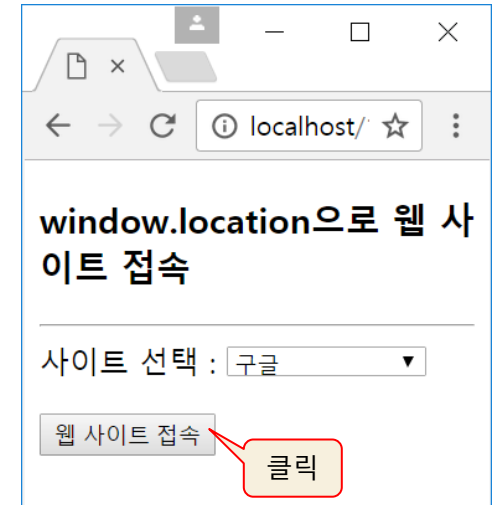 localhost/
window.location으로 웹 사
이트 접속
사이트 선택 : 구글
웹 사이트 접속
클릭